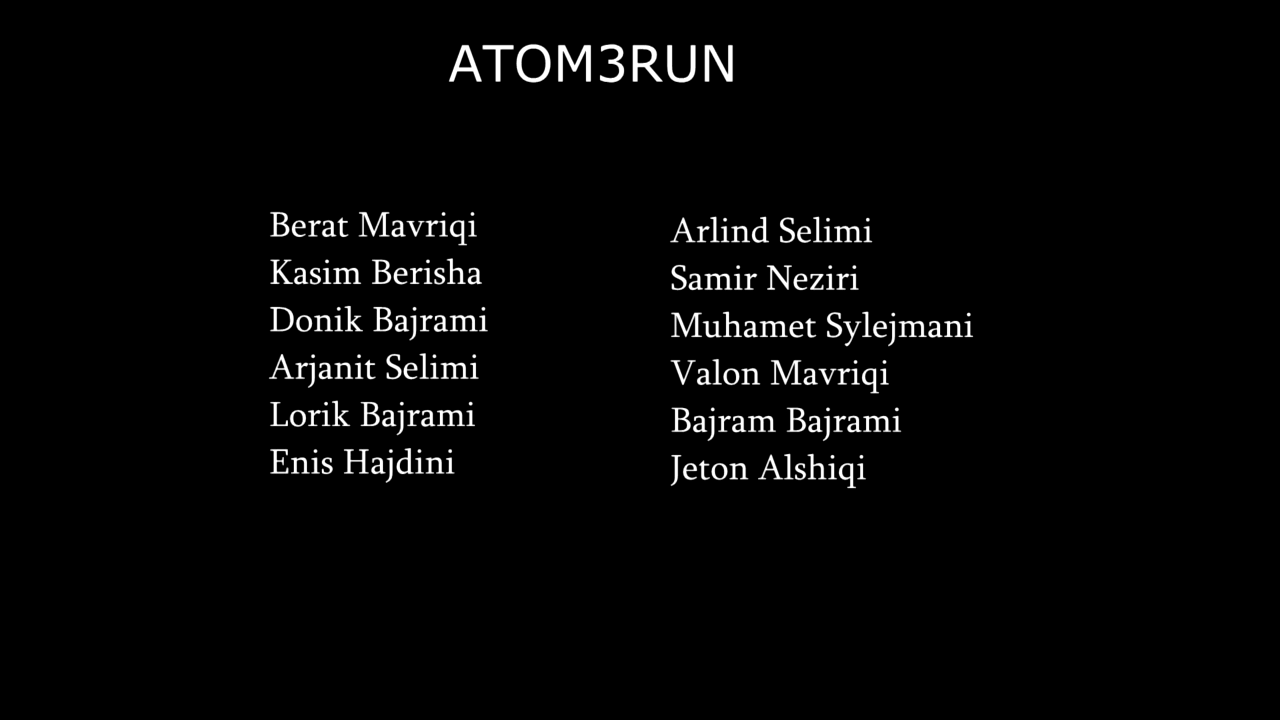 ATOM3RUN
Berat Mavriqi
Kasim Berisha
Donik Bajrami
Arjanit Selimi
Lorik Bajrami
Enis Hajdini
Arlind Selimi
Samir Neziri
Muhamet Sylejmani
Valon Mavriqi
Bajram Bajrami
Jeton Alshiqi